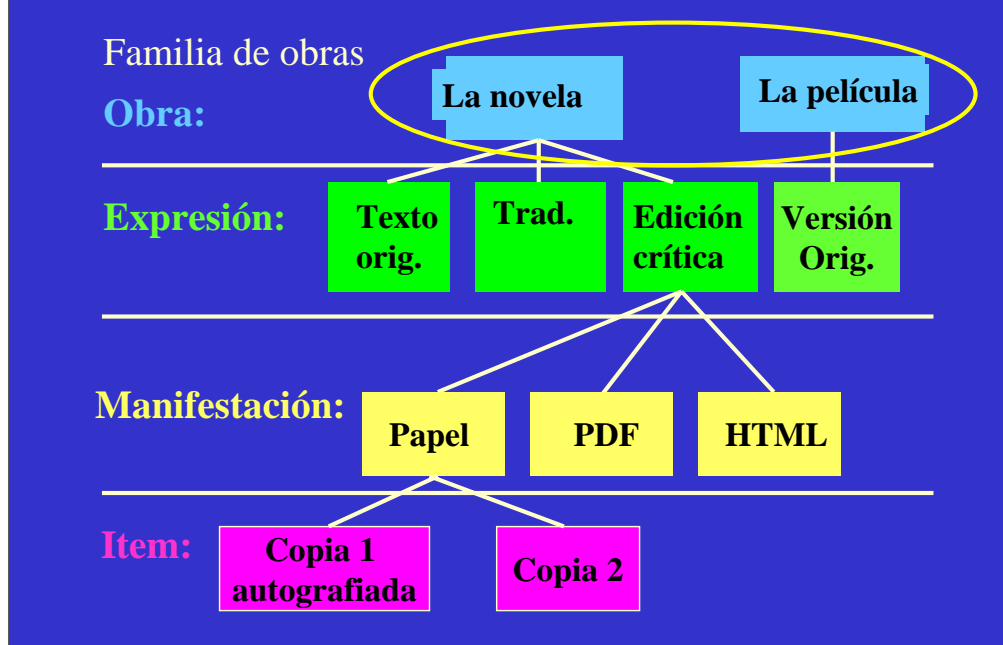 Familia de obras
Obra:
La novela
La película
Expresión:
Texto
orig.
Trad.
Edición
crítica
Versión
Orig.
Manifestación:
Papel
PDF
HTML
Item:
Copia 1
autografiada
Copia 2